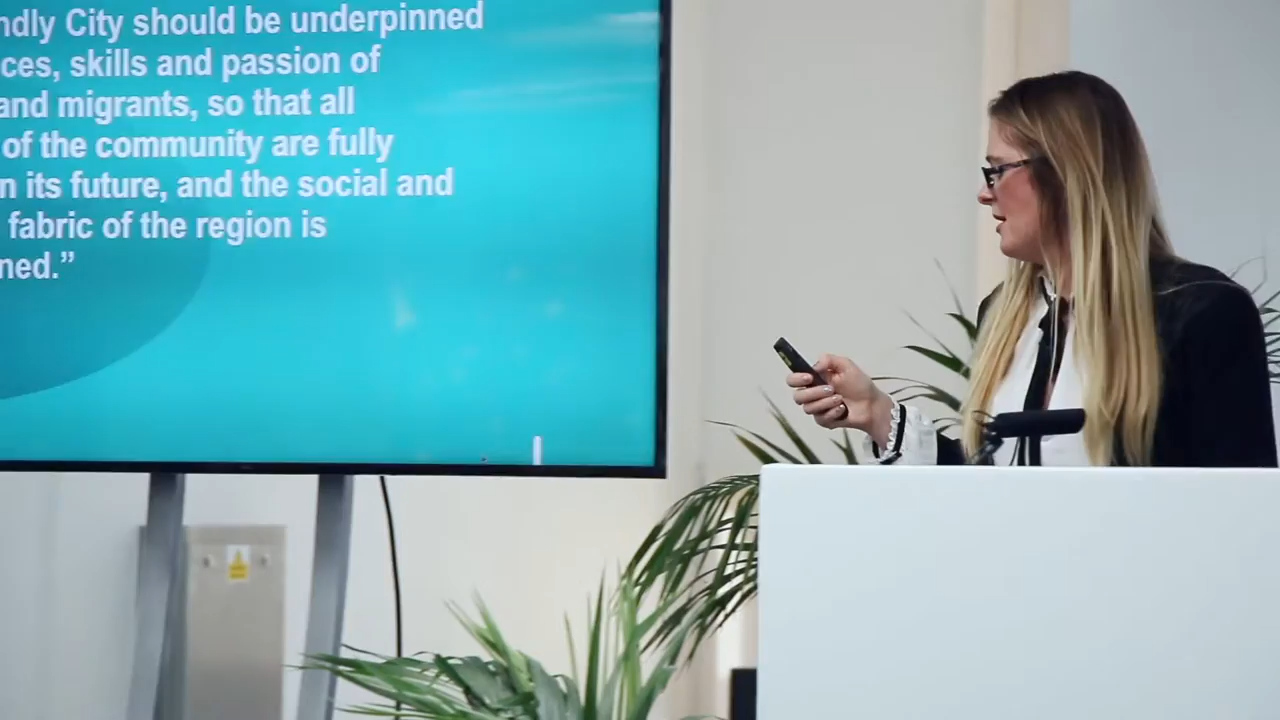 ndly City should be underpinned
ces, skills and passion of
and migrants, so that all
of the community are fully
n its future, and the social and
fabric of the region is
ned.”